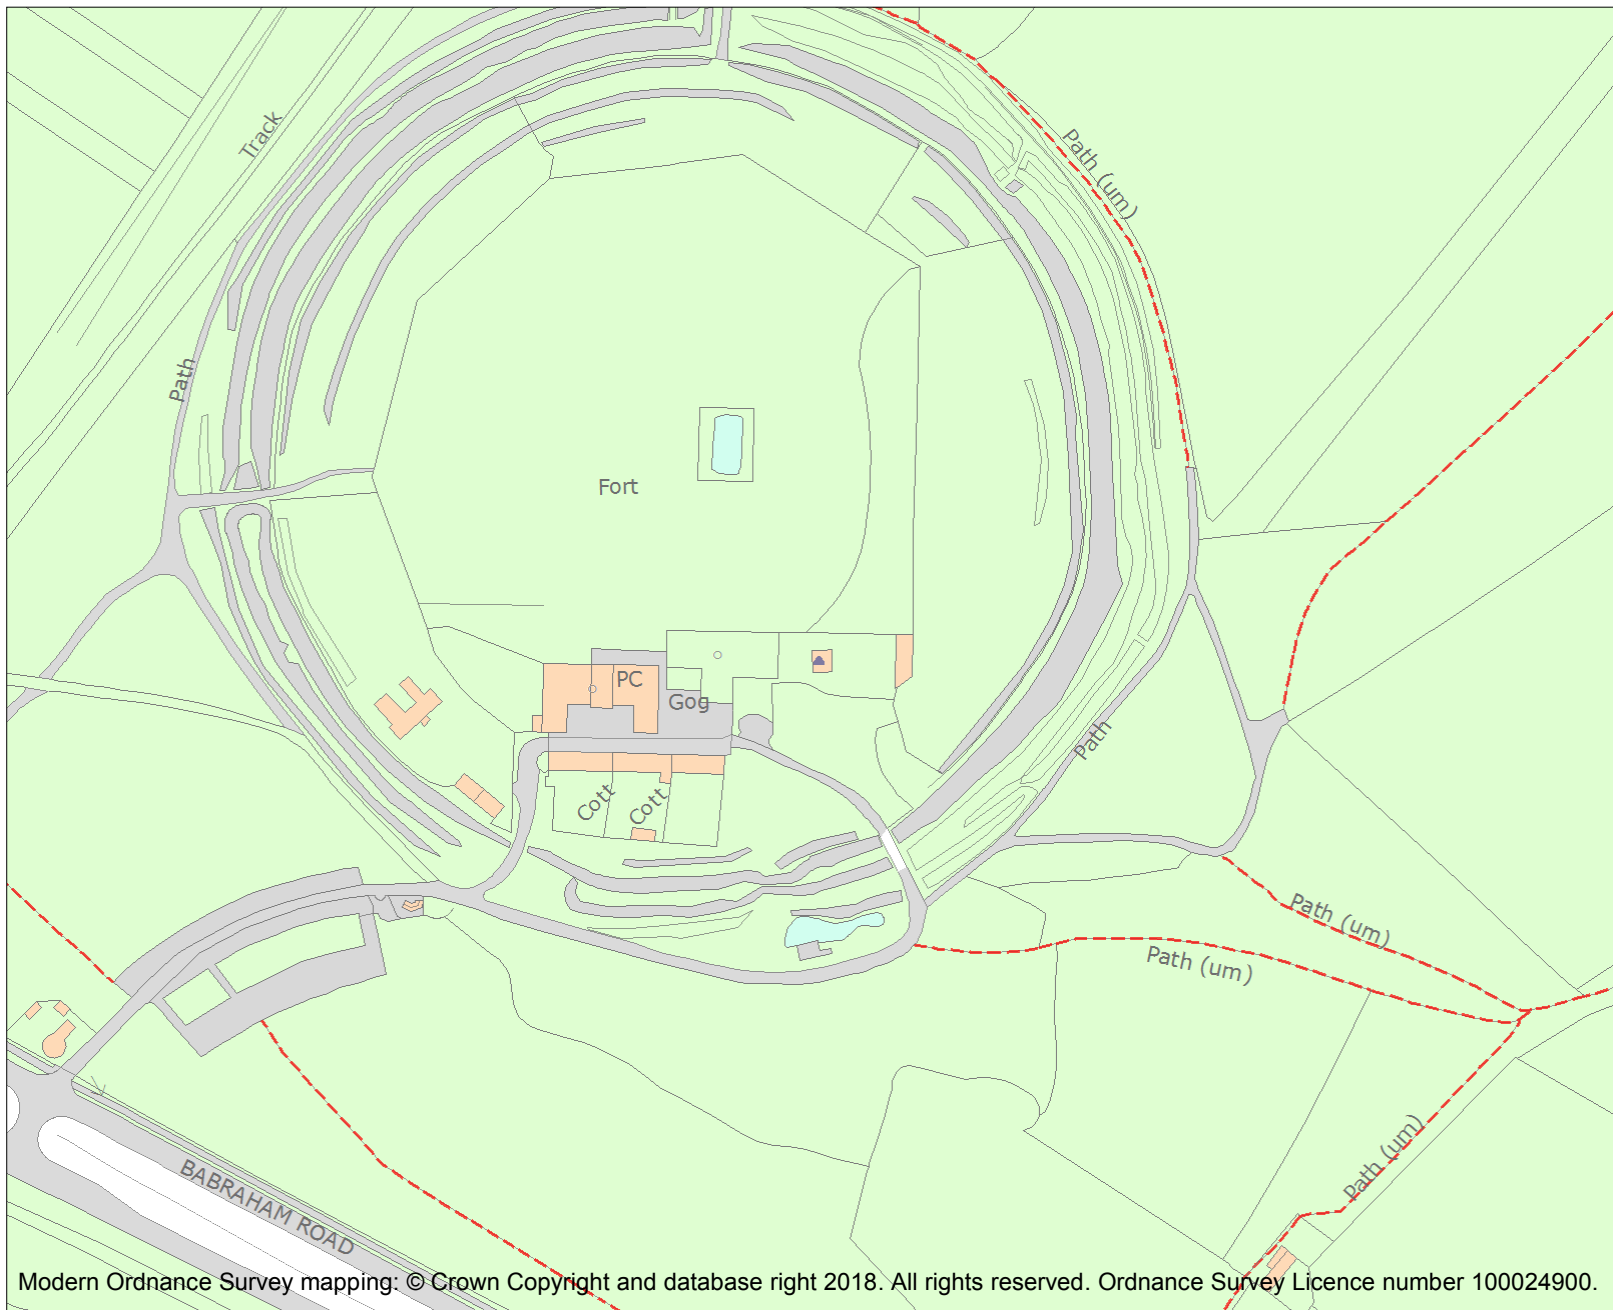 Track
Path (um)
Path
Fort
PC
Gog
Path
Cott
Cott
Path (um)
Path (um)
Path (um)
BABRAHAM ROAD
Modern Ordnance Survey mapping: © Crown Copyright and database right 2018. All rights reserved. Ordnance Survey Licence number 100024900.